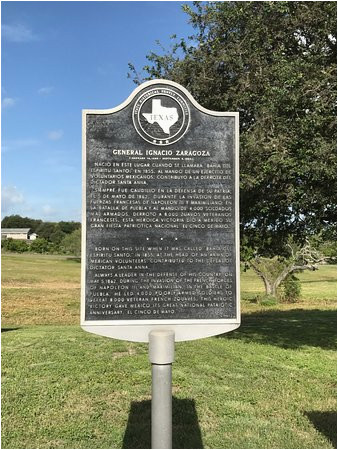 TEXAS
GENERAL IGNACIO ZARAGOZA
NACIÓ EN ESTE LUGAR CUANDO SE LLAMABA "BAHIA DEL
ESPIRITU SANTO". EN 1855, AL MANDO DE UN EJERCITO DE
VOLUNTARIOS MEXICANOS, CONTRIBUYÓ A LA DERROTA DEL
DICTADOR SANTA ANNA.
SIEMPRE FUE CAUDILLO EN LA DEFENSA DE SU PATRIA.
5 DE MAYO DE 1862, DURANTE LA INVASION DE LAS
FUERZAS FRANCESAS DE NAPOLEON III Y MAXIMILIANO, EN
LA BATALLA DE PUEBLA Y AL MANDO DE 4,000 SOLDADOS
MAL ARMADOS, DERROTÓ A 8,000 ZUAVOS VETERANOS
FRANCESES. ESTA HEROICA VICTORIA DIO A MEXICO SU
GRAN FIESTA PATRIOTICA NACIONAL: EL CINCO DE MAYO.
BORN ON THIS SITE WHEN IT WAS CALLED "BAHIA DEL
ESPIRITU SANTO". IN 1855, AT THE HEAD OF AN ARMY OF
MEXICAN VOLUNTEERS, CONTRIBUTED TO THE DEFEAT OF
DICTATOR SANTA ANNA.
ALWAYS A LEADER IN THE DEFENSE OF HIS COUNTRY, ON
MAY 5, 1862, DURING THE INVASION OF THE FRENCH FORCES
OF NAPOLEON III AND MAXIMILIAN, IN THE BATTLE OF
PUEBLA, HE LED 4,000 POORLY ARMED SOLDIERS TO
DEFEAT 8,000 VETERAN FRENCH ZOUAVES. THIS HEROIC
VICTORY GAVE MEXICO ITS GREAT NATIONAL PATRIOTIC
ANNIVERSARY, EL CINCO DE MAYO.